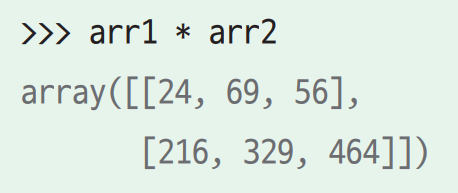 >>> arr1 * arr2
array([[24, 69, 56],
[216, 329, 464]])